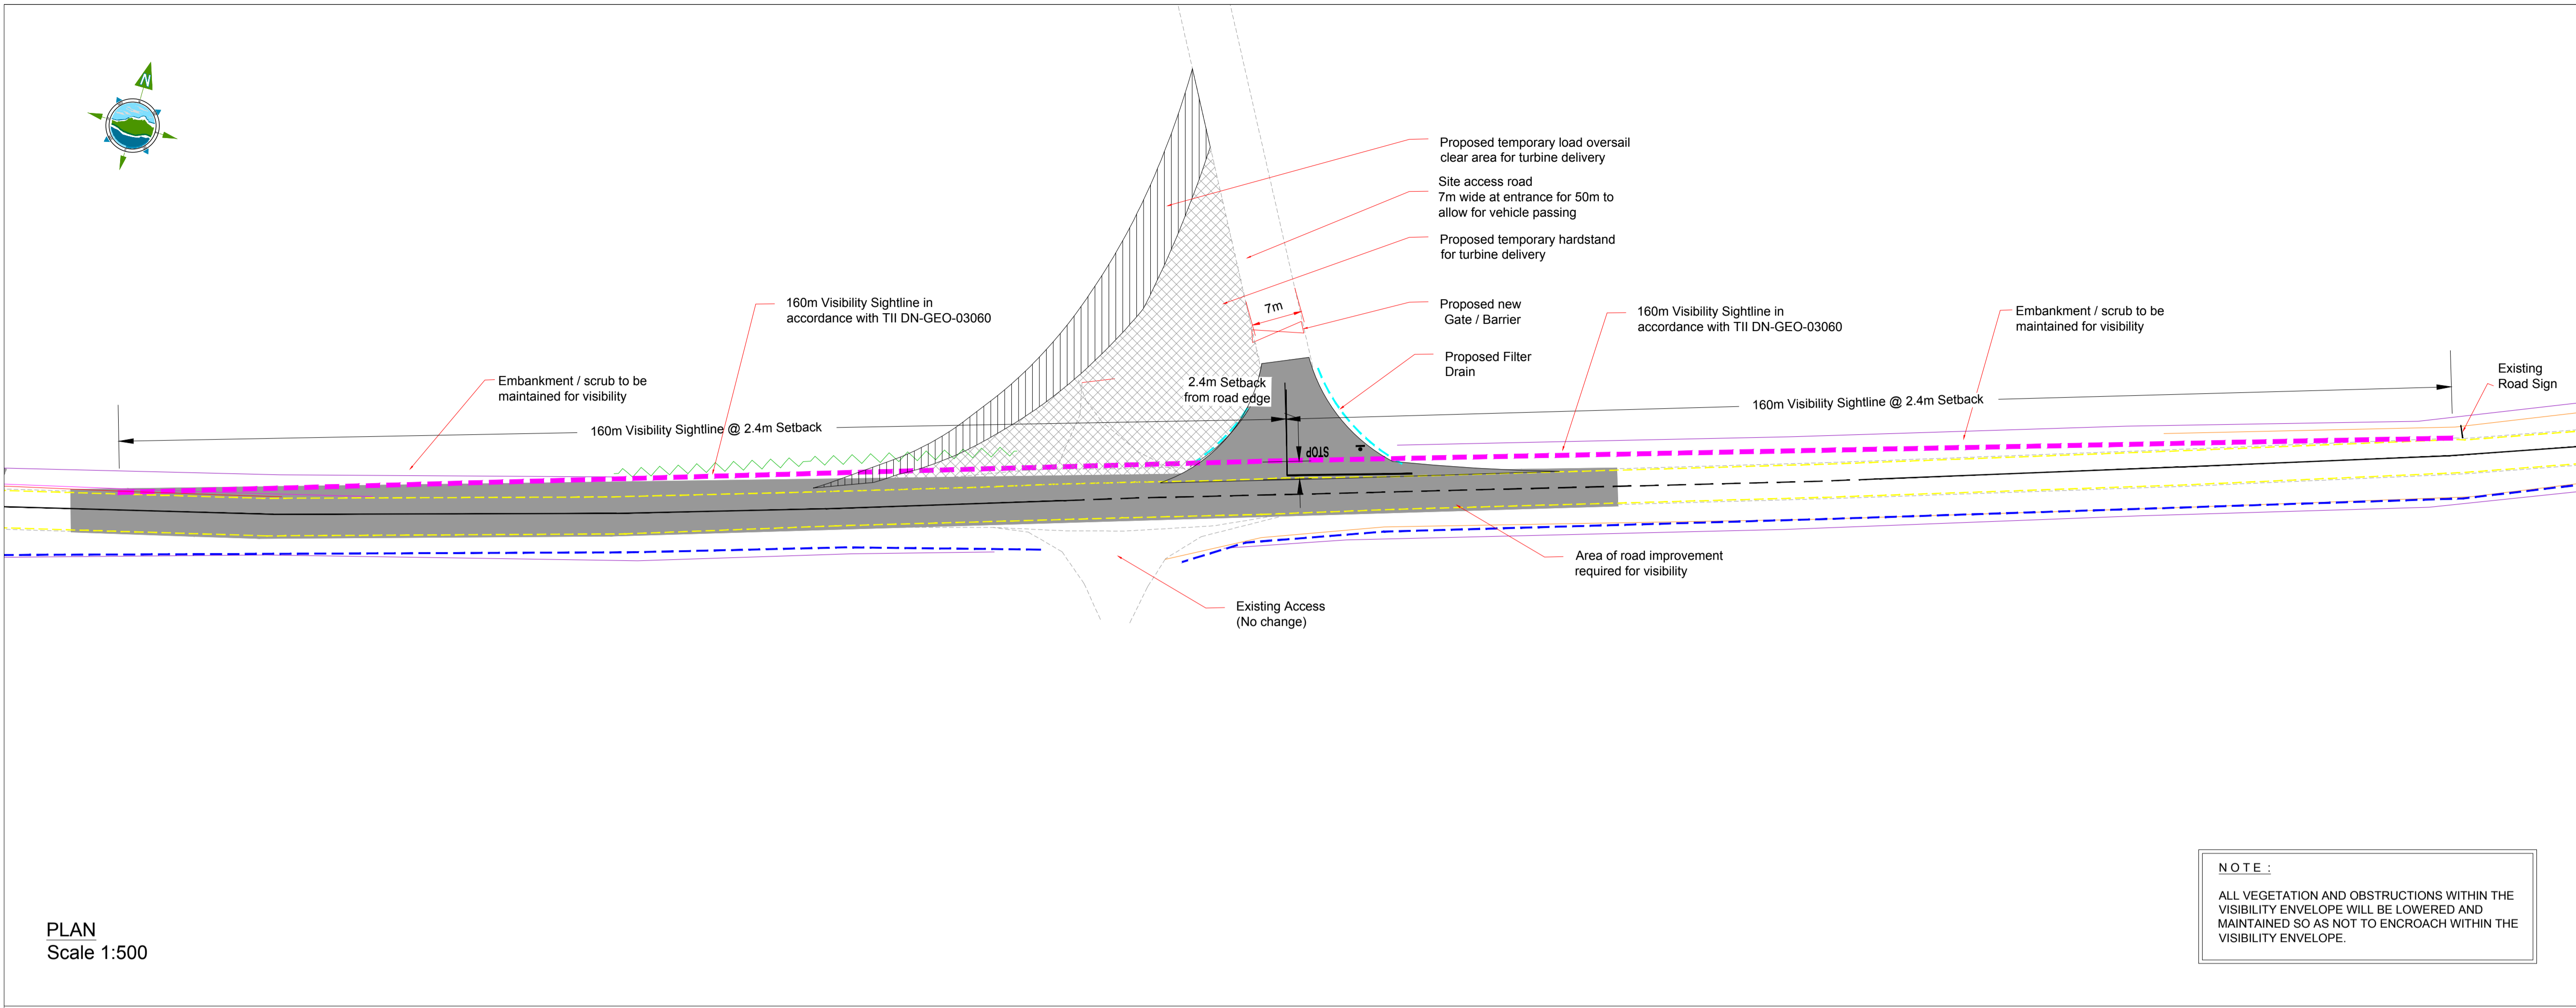 N
Proposed temporary load oversail
clear area for turbine delivery
Site access road
7m wide at entrance for 50m to
allow for vehicle passing
Proposed temporary hardstand
for turbine delivery
7m
Proposed new
Gate / Barrier
Proposed Filter
Drain
160m Visibility Sightline in
accordance with TII DN-GEO-03060
160m Visibility Sightline in
accordance with TII DN-GEO-03060
Embankment / scrub to be
maintained for visibility
Existing
Road Sign
Embankment / scrub to be
maintained for visibility
2.4m Setback
from road edge
160m Visibility Sightline @ 2.4m Setback
160m Visibility Sightline @ 2.4m Setback
STOP
Area of road improvement
required for visibility
Existing Access
(No change)
PLAN
Scale 1:500
NOTE :
ALL VEGETATION AND OBSTRUCTIONS WITHIN THE
VISIBILITY ENVELOPE WILL BE LOWERED AND
MAINTAINED SO AS NOT TO ENCROACH WITHIN THE
VISIBILITY ENVELOPE.